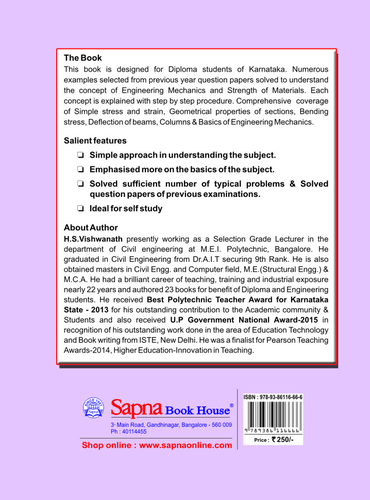 The Book
This book is designed for Diploma students of Karnataka. Numerous
examples selected from previous year question papers solved to understand
the concept of Engineering Mechanics and Strength of Materials. Each
concept is explained with step by step procedure. Comprehensive coverage
of Simple stress and strain, Geometrical properties of sections, Bending
stress, Deflection of beams, Columns & Basics of Engineering Mechanics.
Salient features
❏ Simple approach in understanding the subject.
❏ Emphasised more on the basics of the subject.
❏ Solved sufficient number of typical problems & Solved
question papers of previous examinations.
❏ Ideal for self study
About Author
H.S.Vishwanath presently working as a Selection Grade Lecturer in the
department of Civil engineering at M.E.I. Polytechnic, Bangalore. He
graduated in Civil Engineering from Dr.A.I.T securing 9th Rank. He is also
obtained masters in Civil Engg. and Computer field, M.E.(Structural Engg.) &
M.C.A. He had a brilliant career of teaching, training and industrial exposure
nearly 22 years and authored 23 books for benefit of Diploma and Engineering
students. He received Best Polytechnic Teacher Award for Karnataka
State - 2013 for his outstanding contribution to the Academic community &
Students and also received U.P Government National Award-2015 in
recognition of his outstanding work done in the area of Education Technology
and Book writing from ISTE, New Delhi. He was a finalist for Pearson Teaching
Awards-2014, Higher Education-Innovation in Teaching.
Sapna Book House®
3- Main Road, Gandhinagar, Bangalore - 560 009
Ph : 40114455
Shop online : www.sapnaonline.com
ISBN : 978-93-86116-66-6
9 789386 116666
Price : ₹ 250/-